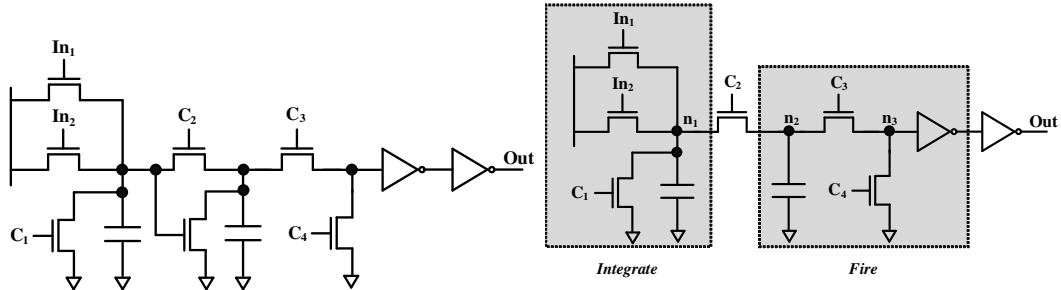 In1
In2
C2
C3
Out
C1
C4
In1
In2
C2
C3
n1
n2
n3
Out
C1
C4
Integrate
Fire